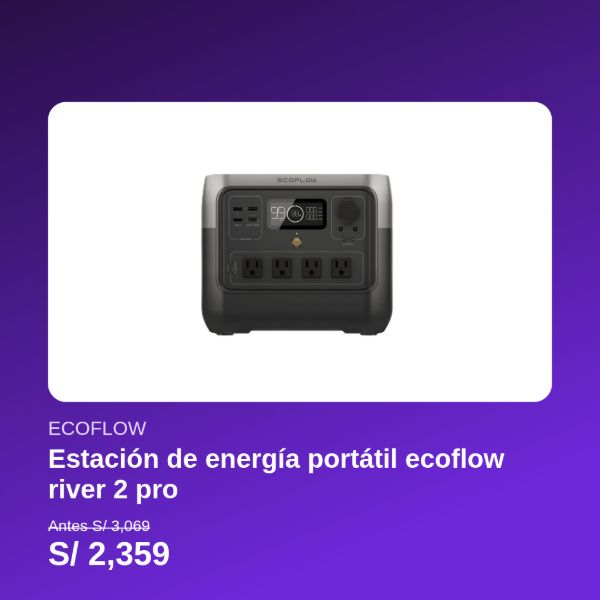 ECOFLOW
ECOFLOW
Estación de energía portátil ecoflow
river 2 pro
Antes S/ 3,069
S/ 2,359